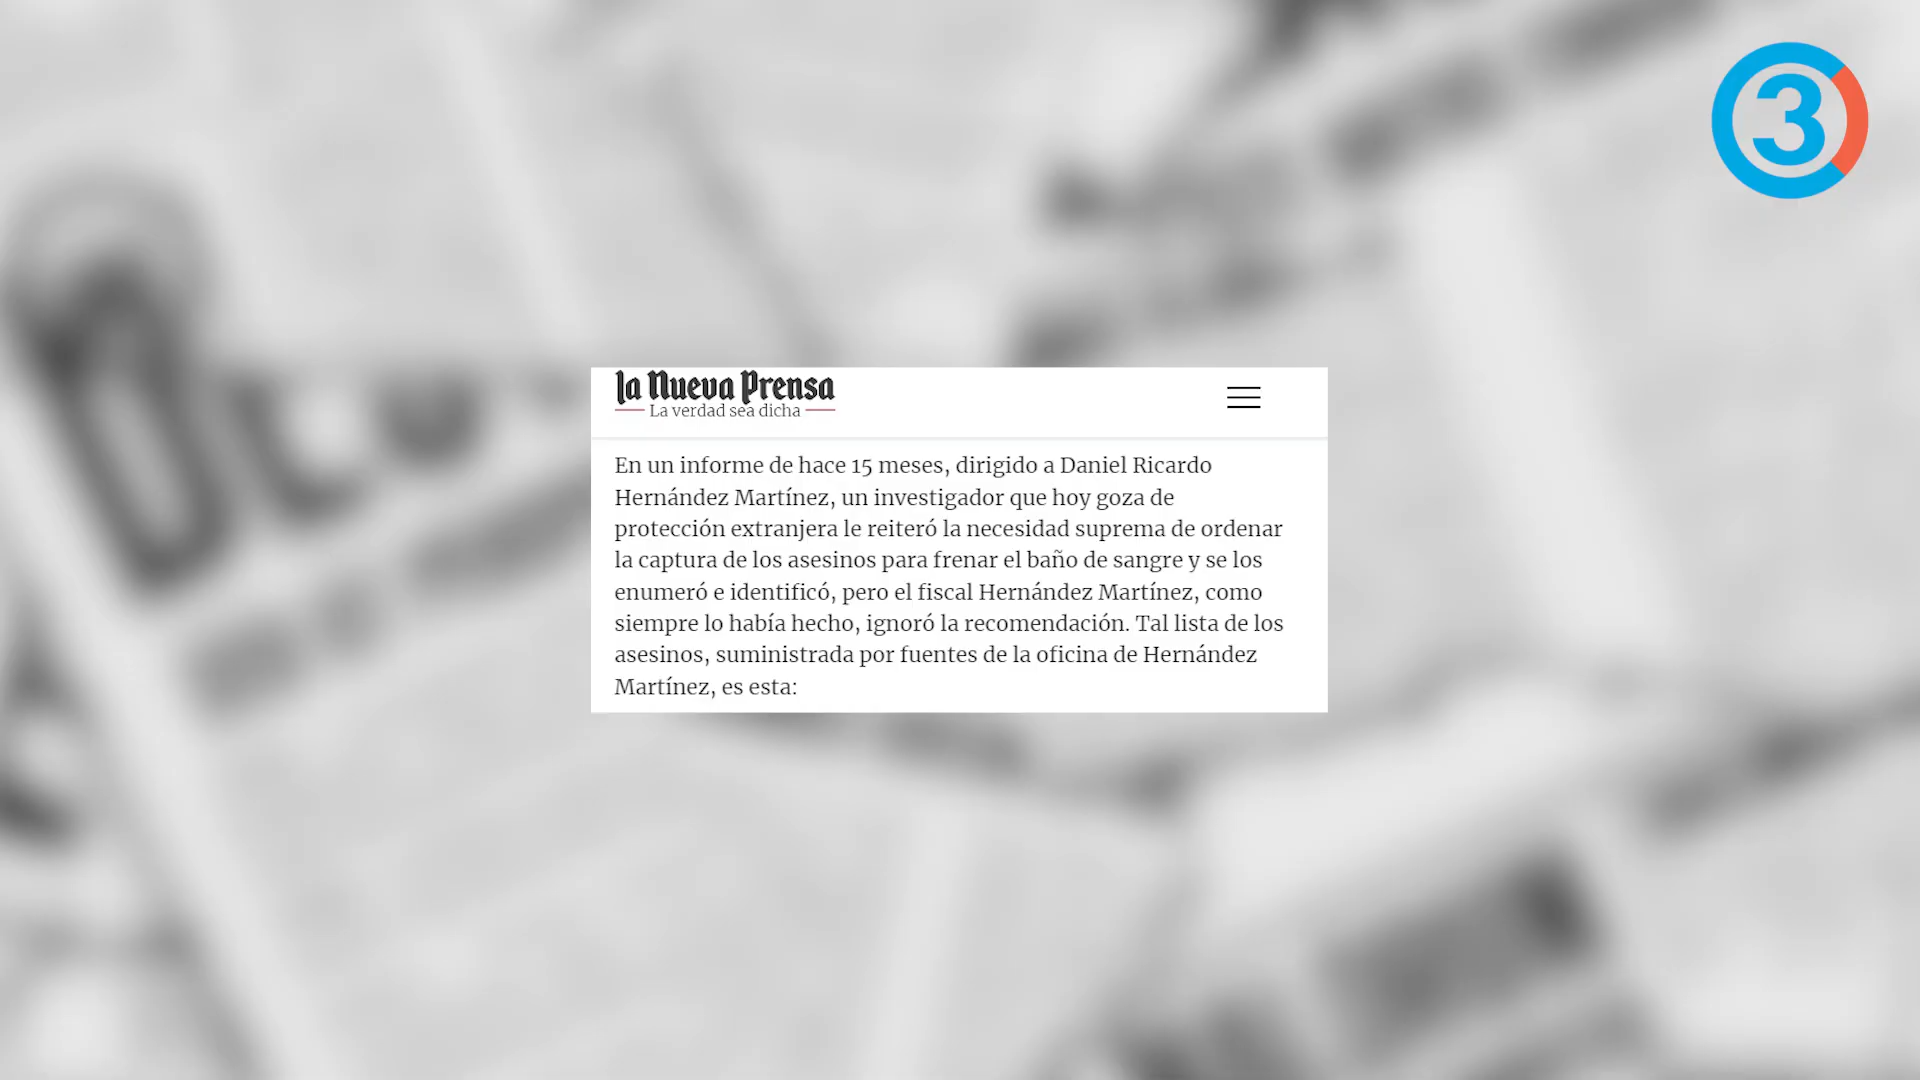 3
la Nueva Prensa
La verdad sea dicha
En un informe de hace 15 meses, dirigido a Daniel Ricardo
Hernández Martínez, un investigador que hoy goza de
protección extranjera le reiteró la necesidad suprema de ordenar
la captura de los asesinos para frenar el baño de sangre y se los
enumeró e identificó, pero el fiscal Hernández Martínez, como
siempre lo había hecho, ignoró la recomendación. Tal lista de los
asesinos, suministrada por fuentes de la oficina de Hernández
Martínez, es esta: